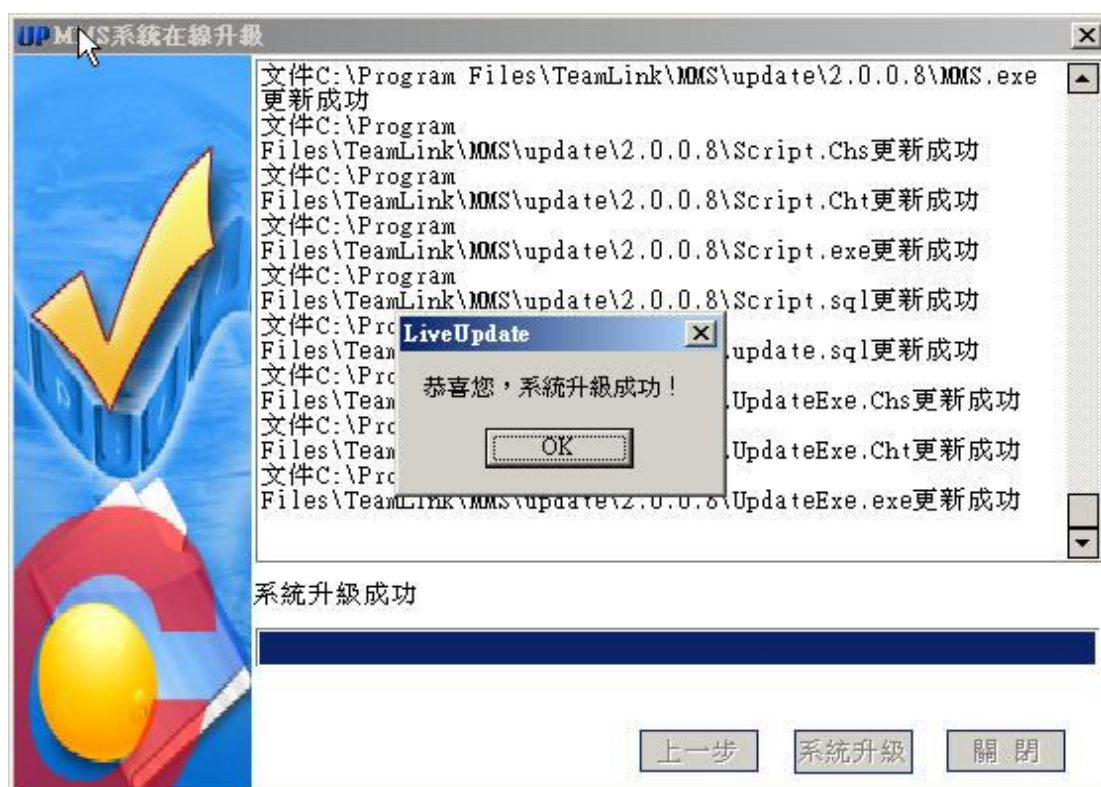 UP MMS系統在線升級
文件C:\Program Files\TeamLink\MMS\update\2.0.0.8\MMS.exe
更新成功
文件C:\Program
Files\TeamLink\MMS\update\2.0.0.8\Script.Chs更新成功
文件C:\Program
Files\TeamLink\MMS\update\2.0.0.8\Script.Cht更新成功
文件C:\Program
Files\TeamLink\MMS\update\2.0.0.8\Script.exe更新成功
文件C:\Program
Files\TeamLink\MMS\update\2.0.0.8\Script.sql更新成功
文件C:\Pro
Files\Team
update.sql更新成功
文件C:\Pro
Files\Team
\UpdateExe.Chs更新成功
文件C:\Pro
Files\Team
\UpdateExe.Cht更新成功
文件C:\Pro
Files\TeamLink\MMS\update\2.0.0.8\UpdateExe.exe更新成功
LiveUpdate
恭喜您，系統升級成功！
OK
系統升級成功
上一步
系統升級
關 閉